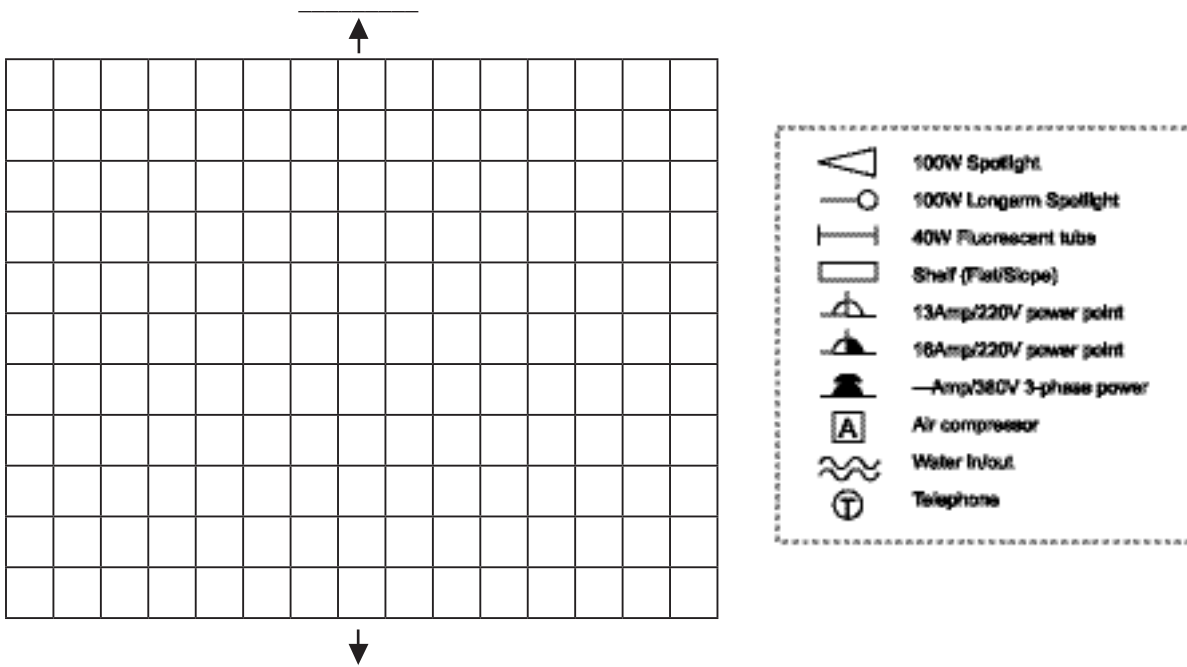 100W Spotlight
100W Longarm Spotlight
40W Fluorescent tube
Shelf (Flat/Slope)
13Amp/220V power point
16Amp/220V power point
—Amp/380V 3-phase power
A
Air compressor
Water In/out
T
Telephone